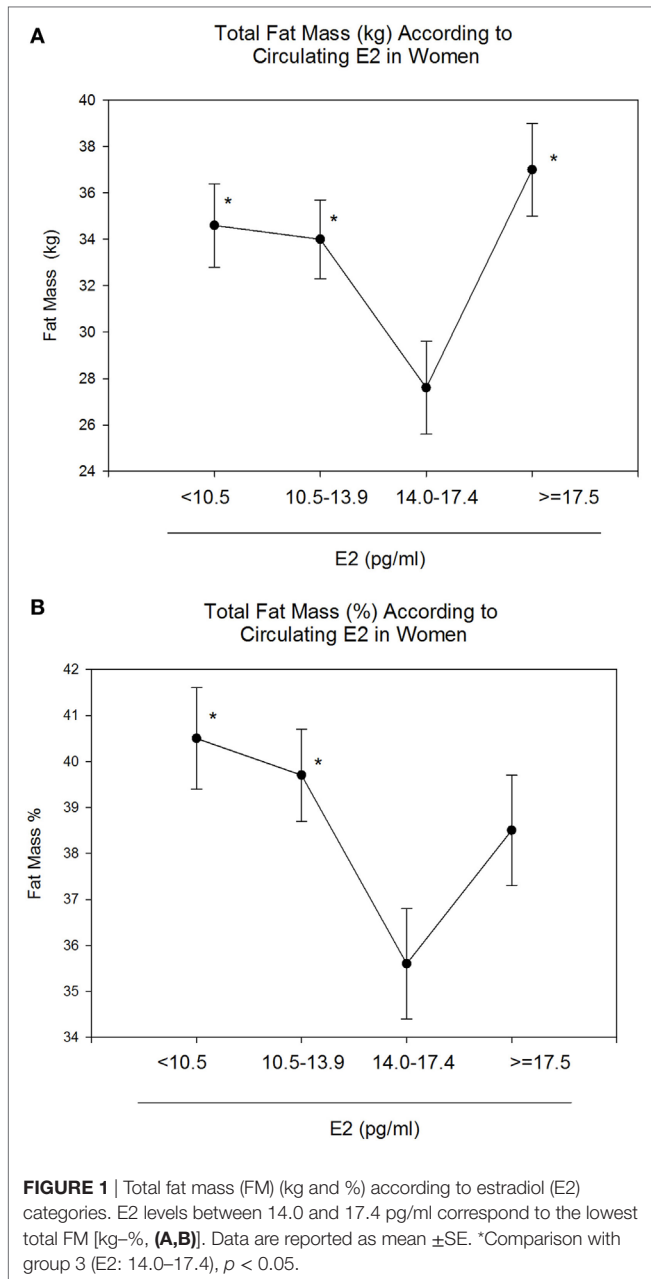 A
Total Fat Mass (kg) According to
Circulating E2 in Women
Fat Mass (kg)
40
38
36
34
32
30
28
26
24
*
*
*
<10.5
10.5-13.9
14.0-17.4
>=17.5
E2 (pg/ml)
B
Total Fat Mass (%) According to
Circulating E2 in Women
Fat Mass %
42
41
40
39
38
37
36
35
34
*
*
<10.5
10.5-13.9
14.0-17.4
>=17.5
E2 (pg/ml)
FIGURE 1 | Total fat mass (FM) (kg and %) according to estradiol (E2)
categories. E2 levels between 14.0 and 17.4 pg/ml correspond to the lowest
total FM [kg–%, (A,B)]. Data are reported as mean ±SE. *Comparison with
group 3 (E2: 14.0–17.4), p < 0.05.